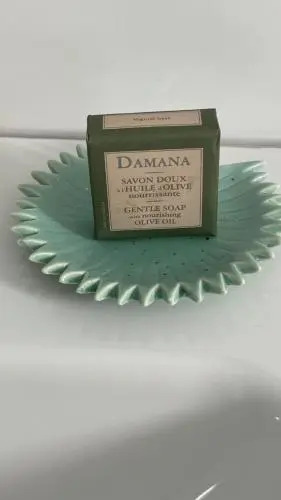 DAMANA
SAVON DOUX
à l'HUILE d'OLIVE
nourrissante
GENTLE SOAP
with nourishing
OLIVE OIL